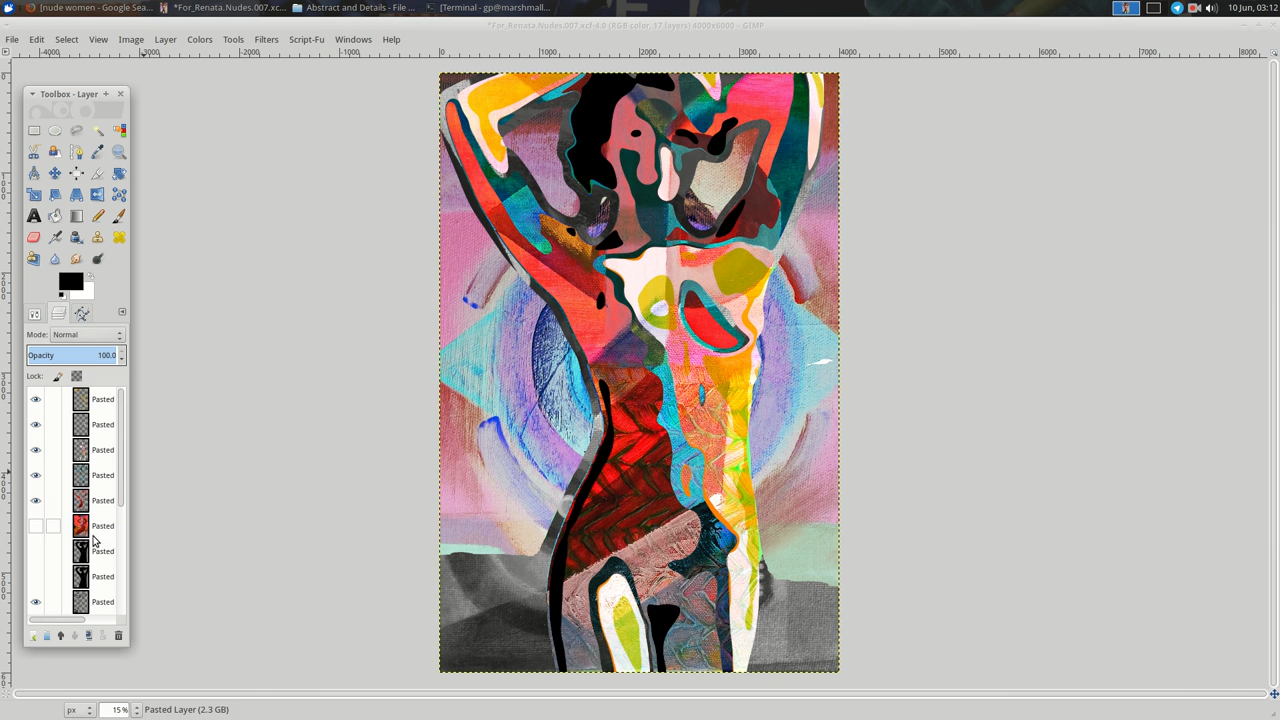 [nude women - Google Sea...
*For_Renata.Nudes.007.xc...
Abstract and Details - File ...
[Terminal - gp@marshmall...
10 Jun, 03:12
*For_Renata.Nudes.007.xcf-4.0 (RGB color, 17 layers) 4000x6000 – GIMP
File Edit Select View Layer Image Colors Tools Filters Script-Fu Windows Help
-4000 -3000 -2000 -1000 0 1000 2000 3000 4000 5000 6000 7000 8000
Toolbox - Layer
Mode: Normal
Opacity 100.0
Lock:
Pasted
Pasted
Pasted
Pasted
Pasted
Pasted
Pasted
Pasted
Pasted
px 15% Pasted Layer (2.3 GB)